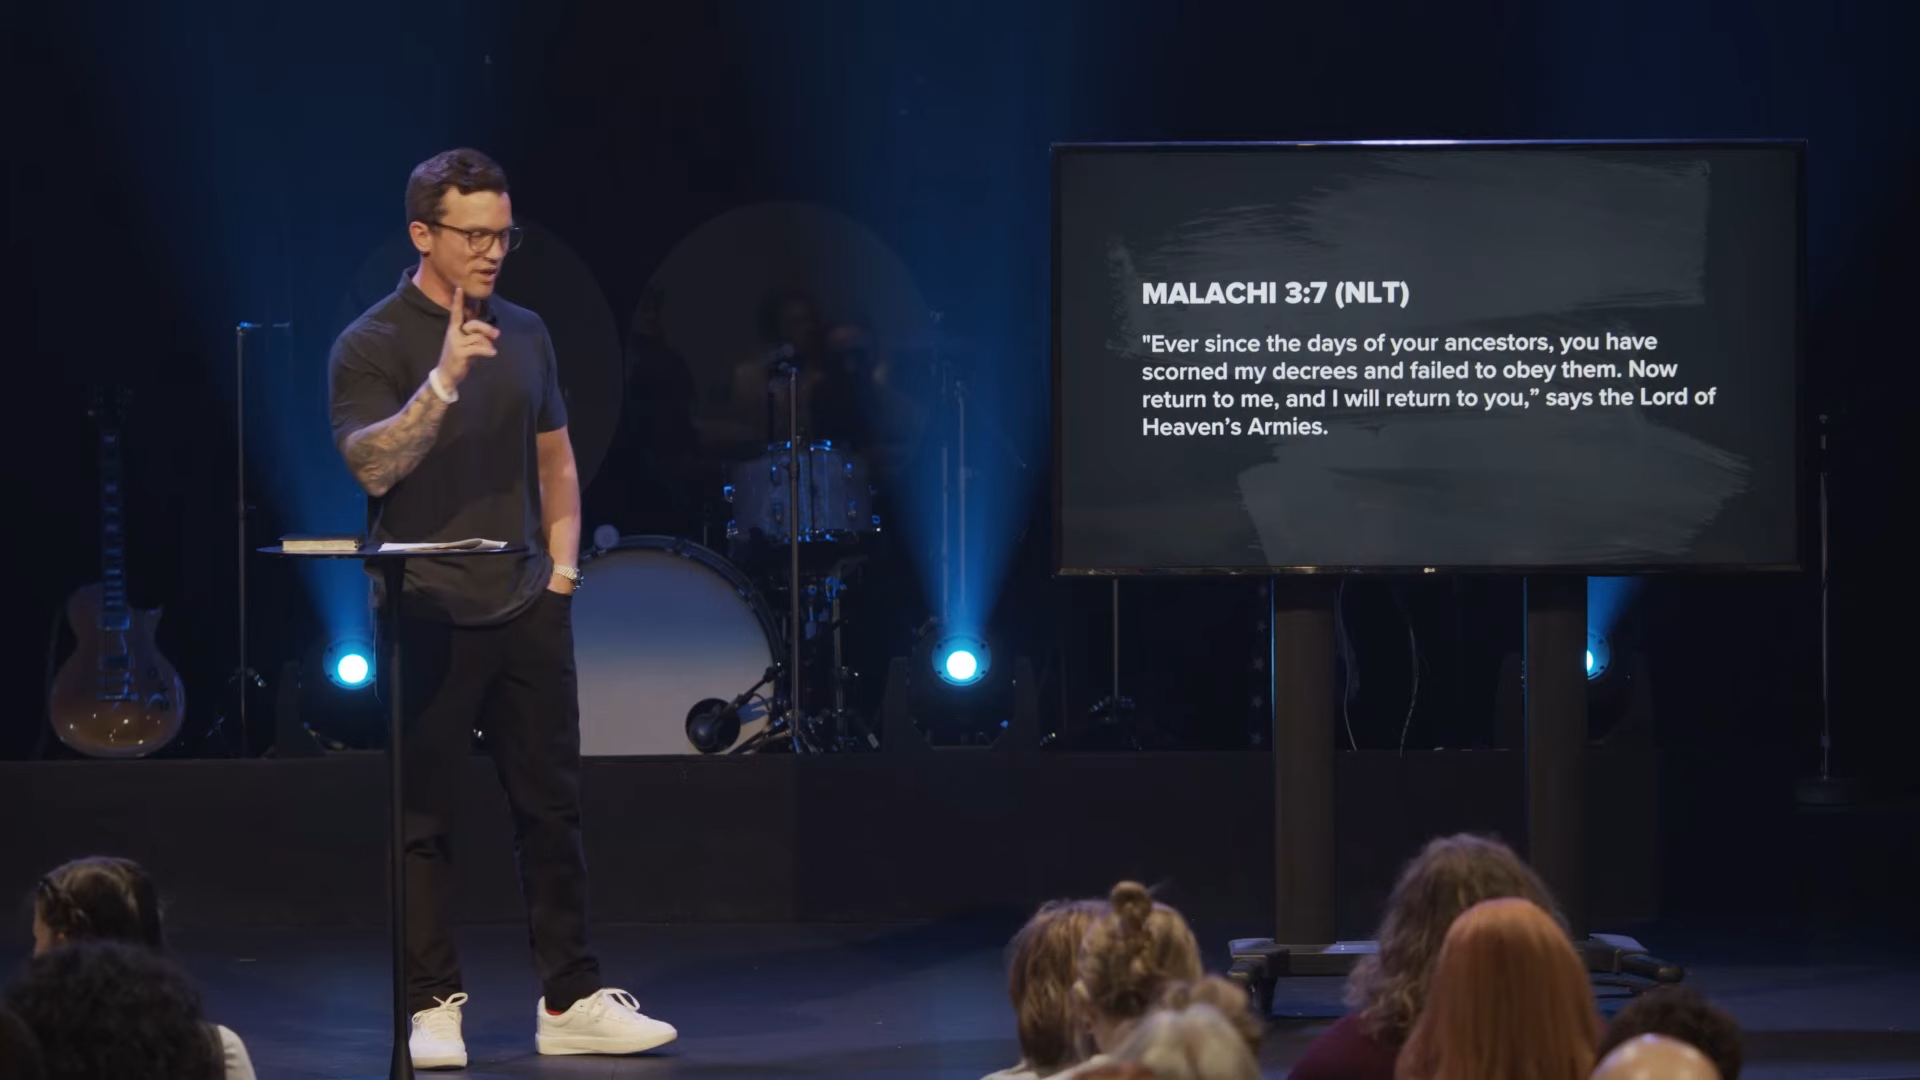 MALACHI 3:7 (NLT)
"Ever since the days of your ancestors, you have
scorned my decrees and failed to obey them. Now
return to me, and I will return to you,” says the Lord of
Heaven’s Armies.